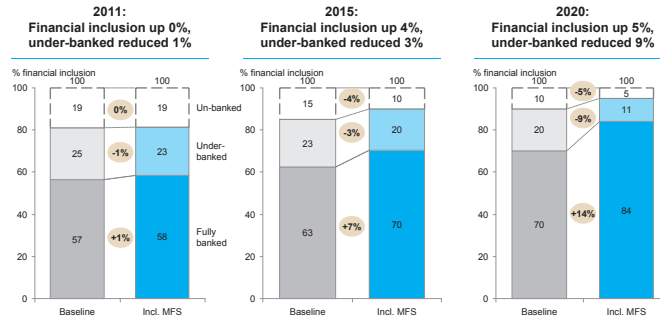 2011:
Financial inclusion up 0%,
under-banked reduced 1%
% financial inclusion
100 100
100
80
60
40
20
0
19 0% 19 Un-banked
25 -1% 23 Under-
banked
57 +1% 58 Fully
banked
Baseline Incl. MFS
2015:
Financial inclusion up 4%,
under-banked reduced 3%
% financial inclusion
100 100
100
80
60
40
20
0
15 -4% 10
23 -3% 20
63 +7% 70
Baseline Incl. MFS
2020:
Financial inclusion up 5%,
under-banked reduced 9%
% financial inclusion
100 100
100
80
60
40
20
0
10 -5% 5
20 -9% 11
70 +14% 84
Baseline Incl. MFS